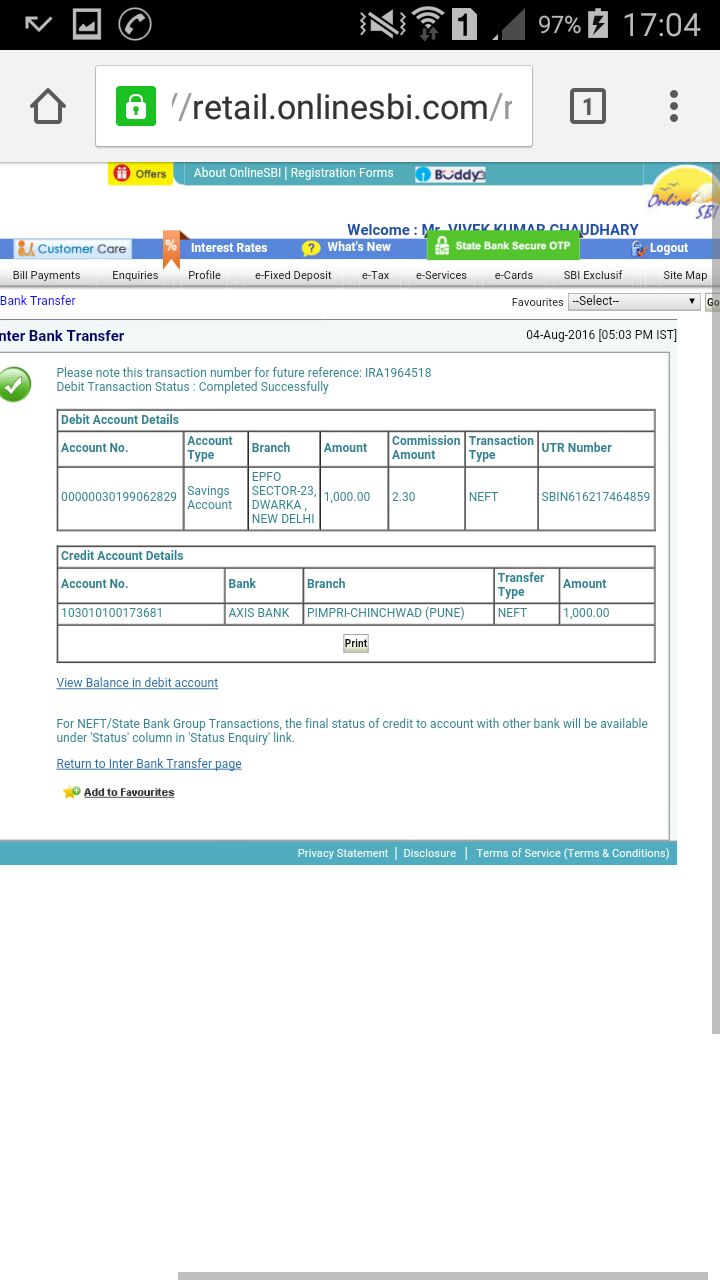 1 97% 17:04
//retail.onlinesbi.com/r 1
Offers About OnlineSBI | Registration Forms Buddy
Online SBI
Welcome : Mr. VIVEK KUMAR CHAUDHARY
Customer Care % Interest Rates ? What's New State Bank Secure OTP Logout
Bill Payments Enquiries Profile e-Fixed Deposit e-Tax e-Services e-Cards SBI Exclusif Site Map
Bank Transfer Favourites --Select-- Go
nter Bank Transfer 04-Aug-2016 [05:03 PM IST]
Please note this transaction number for future reference: IRA1964518
Debit Transaction Status : Completed Successfully
Debit Account Details
Account No. Account Type Branch Amount Commission Amount Transaction Type UTR Number
00000030199062829 Savings Account EPFO SECTOR-23, DWARKA , NEW DELHI 1,000.00 2.30 NEFT SBIN616217464859
Credit Account Details
Account No. Bank Branch Transfer Type Amount
103010100173681 AXIS BANK PIMPRI-CHINCHWAD (PUNE) NEFT 1,000.00
Print
View Balance in debit account
For NEFT/State Bank Group Transactions, the final status of credit to account with other bank will be available
under 'Status' column in 'Status Enquiry' link.
Return to Inter Bank Transfer page
Add to Favourites
Privacy Statement | Disclosure | Terms of Service (Terms & Conditions)